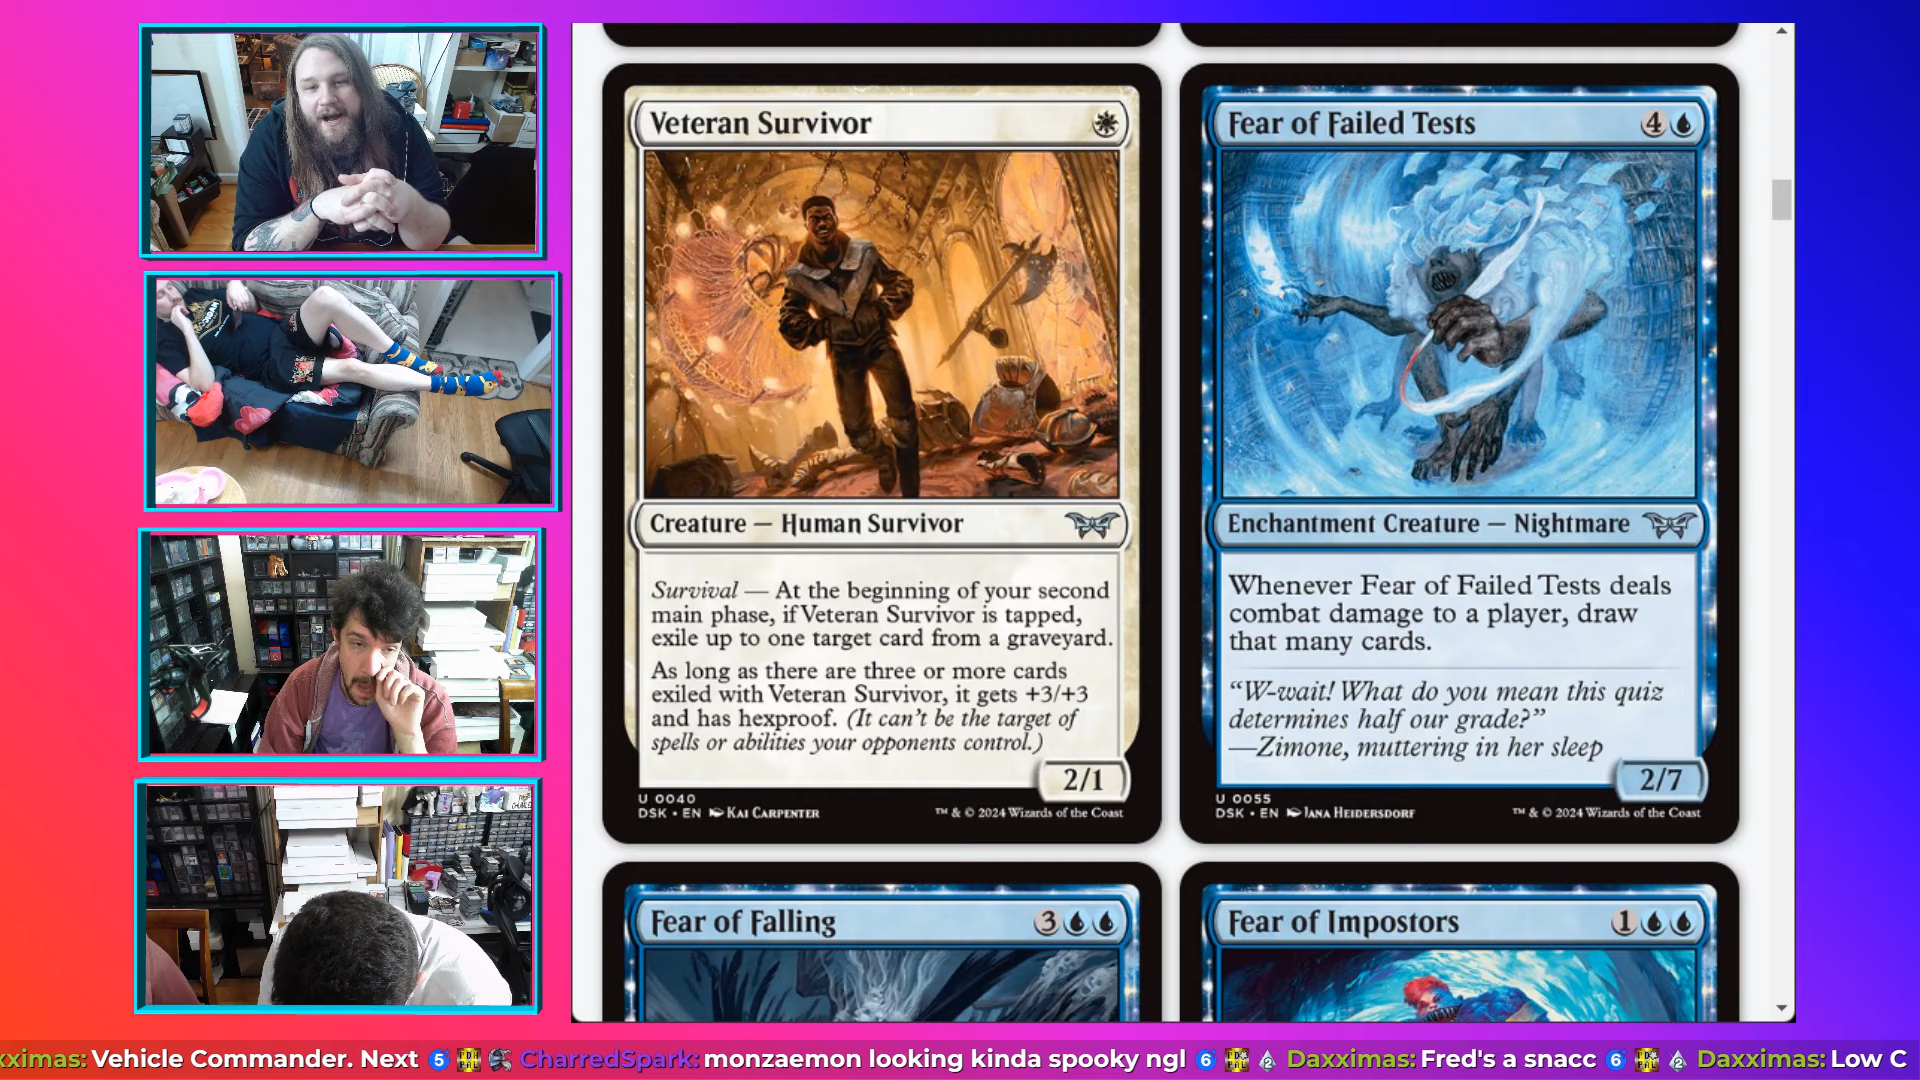 Veteran Survivor
Creature — Human Survivor
Survival — At the beginning of your second
main phase, if Veteran Survivor is tapped,
exile up to one target card from a graveyard.
As long as there are three or more cards
exiled with Veteran Survivor, it gets +3/+3
and has hexproof. (It can't be the target of
spells or abilities your opponents control.)
2/1
U 0040
DSK • EN Kai Carpenter
™ & © 2024 Wizards of the Coast
Fear of Failed Tests 4
Enchantment Creature — Nightmare
Whenever Fear of Failed Tests deals
combat damage to a player, draw
that many cards.
"W-wait! What do you mean this quiz
determines half our grade?"
—Zimone, muttering in her sleep
2/7
U 0055
DSK • EN Jana Heidersdorf
™ & © 2024 Wizards of the Coast
Fear of Falling 3
Fear of Impostors 1
xximas: Vehicle Commander. Next 5 CharredSpark: monzaemon looking kinda spooky ngl 6 Daxximas: Fred's a snacc 6 2 Daxximas: Low C